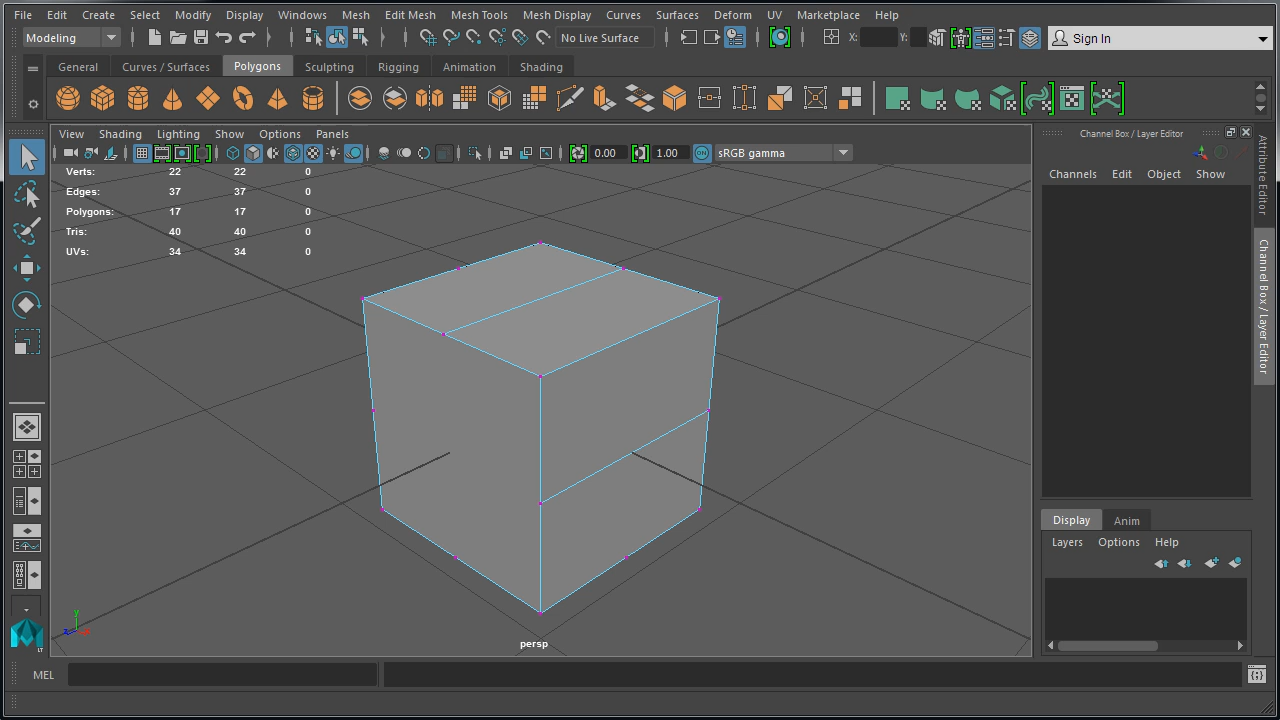 File Edit Create Select Modify Display Windows Mesh Edit Mesh Mesh Tools Mesh Display Curves Surfaces Deform UV Marketplace Help
Modeling No Live Surface X: Y: Sign In
General Curves / Surfaces Polygons Sculpting Rigging Animation Shading
View Shading Lighting Show Options Panels
0.00 1.00 ON sRGB gamma
Verts: 22 22 0
Edges: 37 37 0
Polygons: 17 17 0
Tris: 40 40 0
UVs: 34 34 0
persp
y
z
LT
Channel Box / Layer Editor
Channels Edit Object Show
Attribute Editor
Channel Box / Layer Editor
Display Anim
Layers Options Help
MEL